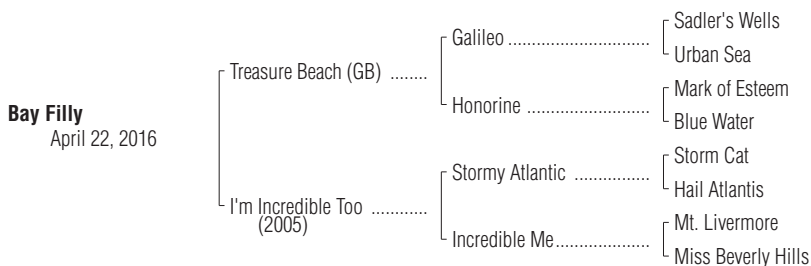 Bay Filly
April 22, 2016
Treasure Beach (GB) ........
I'm Incredible Too ............
(2005)
Galileo ..............................
Honorine ..........................
Stormy Atlantic ................
Incredible Me....................
Sadler's Wells
Urban Sea
Mark of Esteem
Blue Water
Storm Cat
Hail Atlantis
Mt. Livermore
Miss Beverly Hills